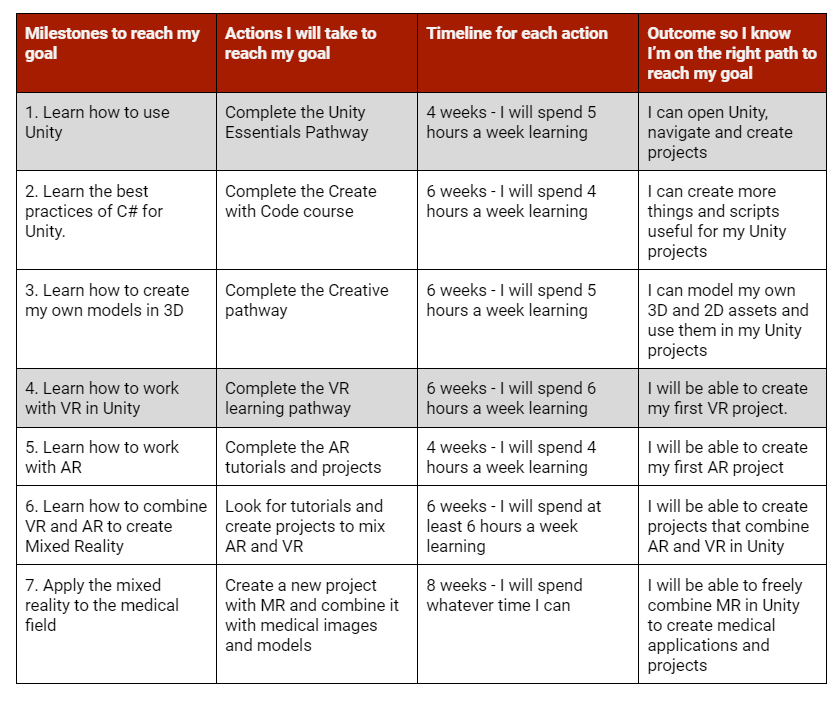 Milestones to reach my
goal
Actions I will take to
reach my goal
Timeline for each action
Outcome so I know
I'm on the right path to
reach my goal
1. Learn how to use
Unity
Complete the Unity
Essentials Pathway
4 weeks - I will spend 5
hours a week learning
I can open Unity,
navigate and create
projects
2. Learn the best
practices of C# for
Unity.
Complete the Create
with Code course
6 weeks - I will spend 4
hours a week learning
I can create more
things and scripts
useful for my Unity
projects
3. Learn how to create
my own models in 3D
Complete the Creative
pathway
6 weeks - I will spend 5
hours a week learning
I can model my own
3D and 2D assets and
use them in my Unity
projects
4. Learn how to work
with VR in Unity
Complete the VR
learning pathway
6 weeks - I will spend 6
hours a week learning
I will be able to create
my first VR project.
5. Learn how to work
with AR
Complete the AR
tutorials and projects
4 weeks - I will spend 4
hours a week learning
I will be able to create
my first AR project
6. Learn how to combine
VR and AR to create
Mixed Reality
Look for tutorials and
create projects to mix
AR and VR
6 weeks - I will spend at
least 6 hours a week
learning
I will be able to create
projects that combine
AR and VR in Unity
7. Apply the mixed
reality to the medical
field
Create a new project
with MR and combine it
with medical images
and models
8 weeks - I will spend
whatever time I can
I will be able to freely
combine MR in Unity
to create medical
applications and
projects